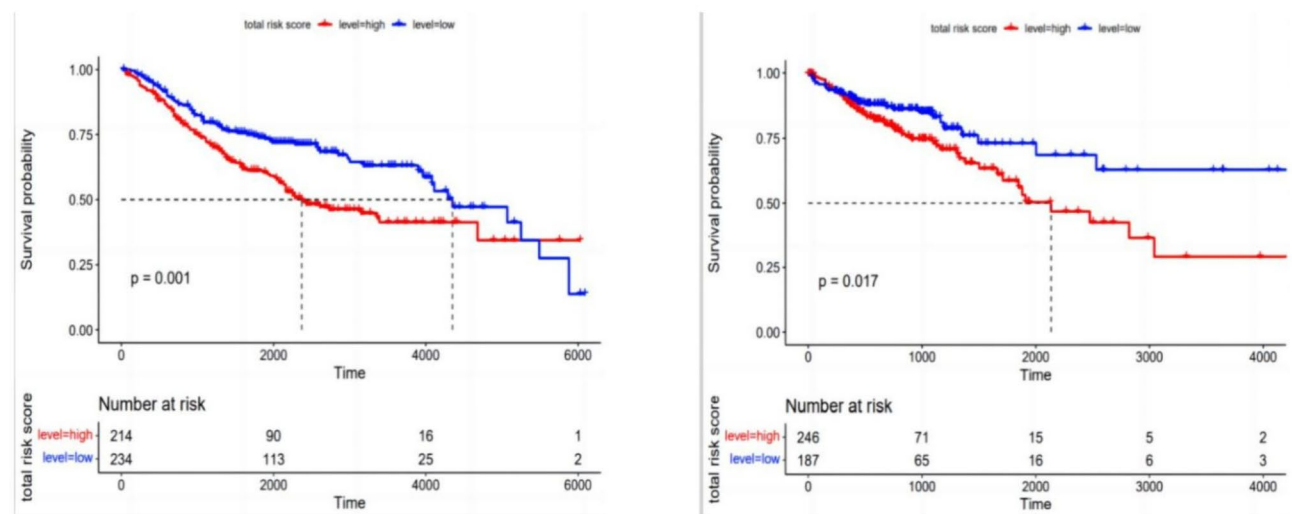 total risk score level=high level=low
1.00
0.75
0.50
0.25
0.00
Survival probability
p = 0.001
0 2000 4000 6000
Time
Number at risk
total risk score
level=high 214 90 16 1
level=low 234 113 25 2
0 2000 4000 6000
Time
total risk score level=high level=low
1.00
0.75
0.50
0.25
0.00
Survival probability
p = 0.017
0 1000 2000 3000 4000
Time
Number at risk
total risk score
level=high 246 71 15 5 2
level=low 187 65 16 6 3
0 1000 2000 3000 4000
Time